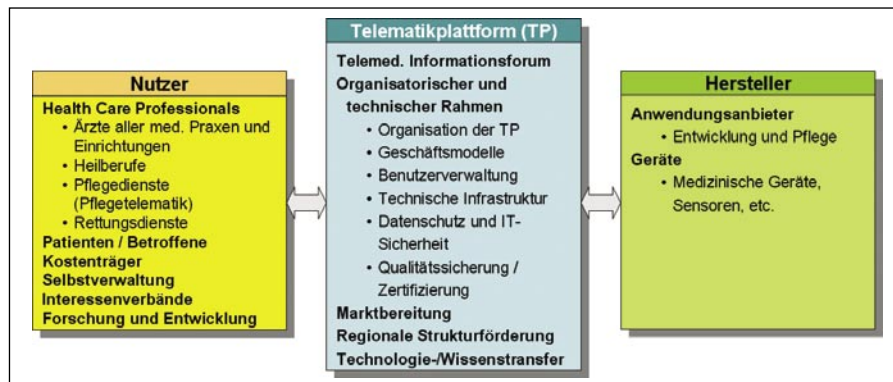 Nutzer
Health Care Professionals
• Ärzte aller med. Praxen und
Einrichtungen
• Heilberufe
• Pflegedienste
(Pflegetelematik)
• Rettungsdienste
Patienten / Betroffene
Kostenträger
Selbstverwaltung
Interessenverbände
Forschung und Entwicklung
Telematikplattform (TP)
Telemed. Informationsforum
Organisatorischer und
technischer Rahmen
• Organisation der TP
• Geschäftsmodelle
• Benutzerverwaltung
• Technische Infrastruktur
• Datenschutz und IT-
Sicherheit
• Qualitätssicherung /
Zertifizierung
Marktbereitung
Regionale Strukturförderung
Technologie-/Wissenstransfer
Hersteller
Anwendungsanbieter
• Entwicklung und Pflege
Geräte
• Medizinische Geräte,
Sensoren, etc.